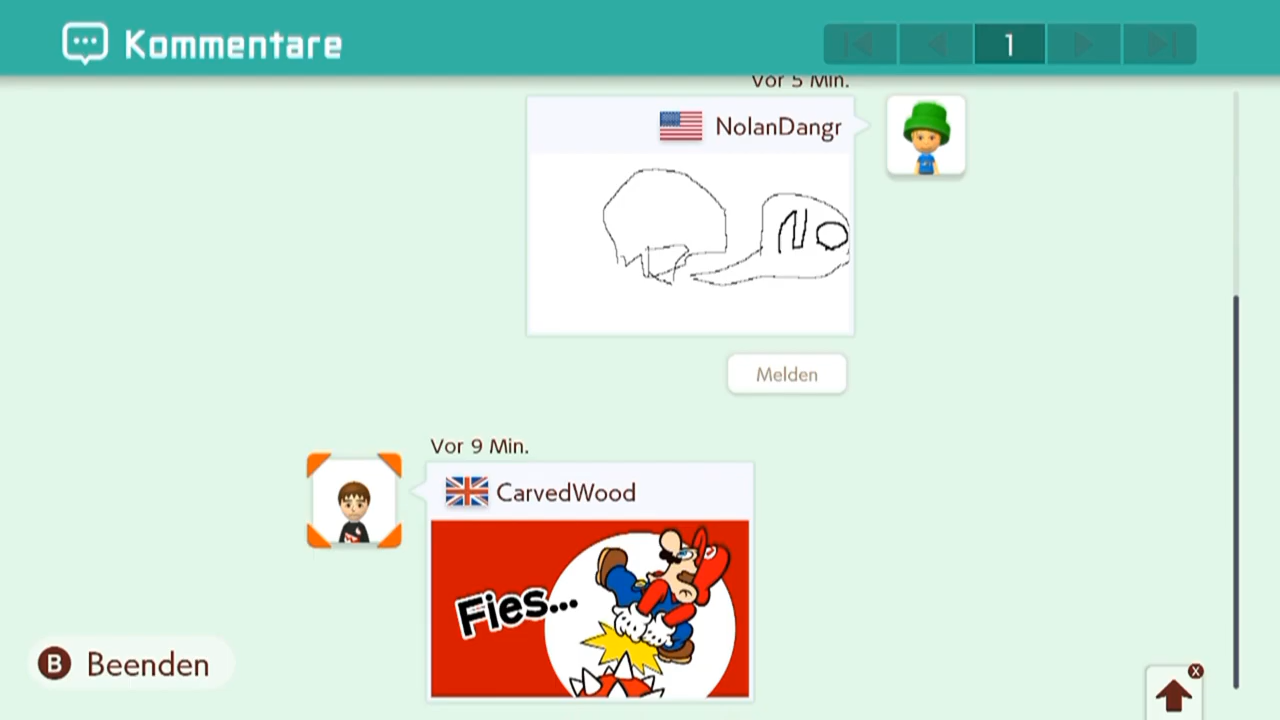 Kommentare
1
Vor 5 Min.
NolanDangr
No
Melden
Vor 9 Min.
CarvedWood
Fies...
B Beenden
X